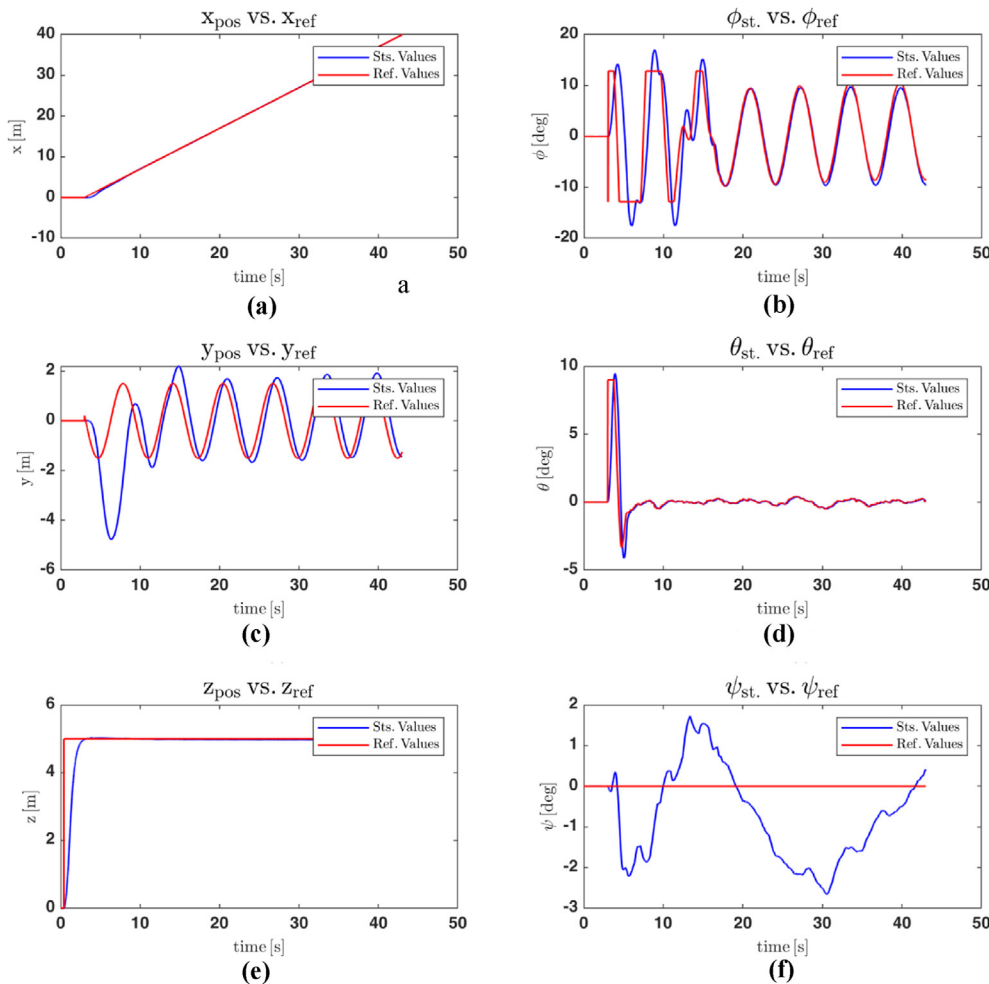 x_pos vs. x_ref
40
30
20
10
0
-10
x [m]
Sts. Values
Ref. Values
0 10 20 30 40 50
time [s]
a
(a)
ϕ_st. vs. ϕ_ref
20
10
0
-10
-20
ϕ [deg]
Sts. Values
Ref. Values
0 10 20 30 40 50
time [s]
(b)
y_pos vs. y_ref
2
0
-2
-4
-6
y [m]
Sts. Values
Ref. Values
0 10 20 30 40 50
time [s]
(c)
θ_st. vs. θ_ref
10
5
0
-5
θ [deg]
Sts. Values
Ref. Values
0 10 20 30 40 50
time [s]
(d)
z_pos vs. z_ref
6
4
2
0
z [m]
Sts. Values
Ref. Values
0 10 20 30 40 50
time [s]
(e)
ψ_st. vs. ψ_ref
2
1
0
-1
-2
-3
ψ [deg]
Sts. Values
Ref. Values
0 10 20 30 40 50
time [s]
(f)